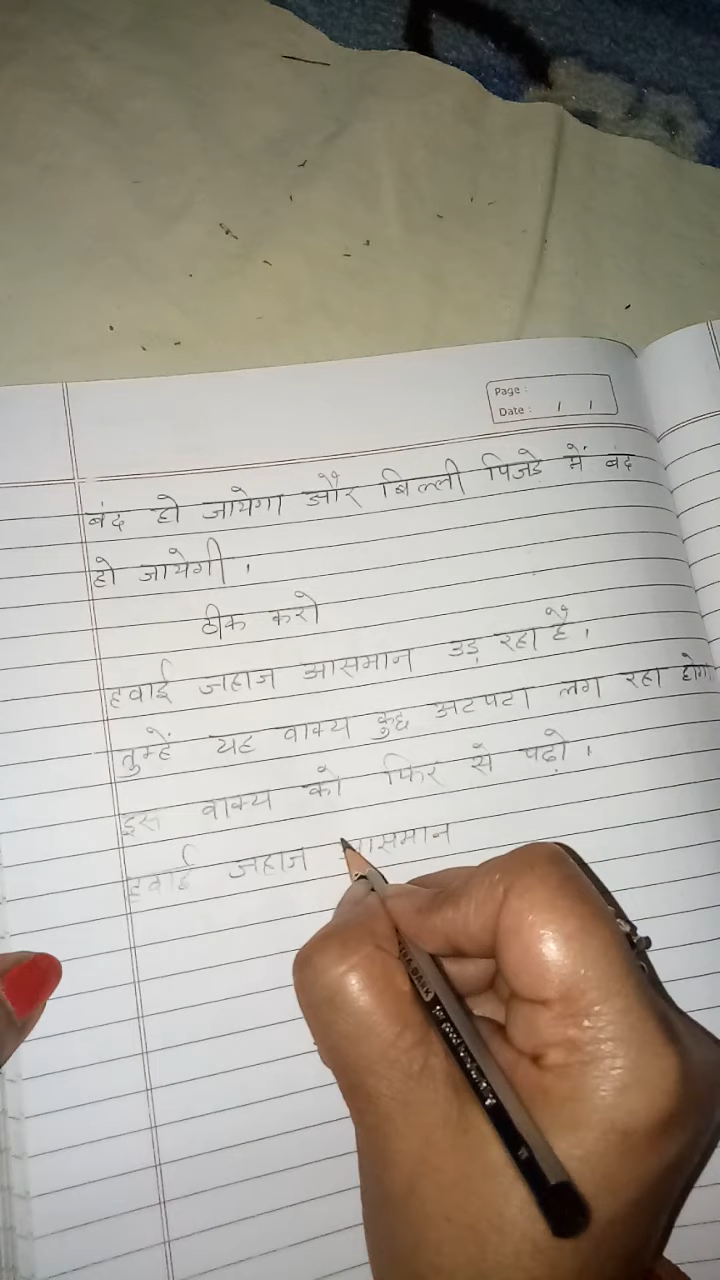 Page :
Date : / /
बंद हो जायेगा और बिल्ली पिजड़े में बंद
हो जायेगी ।
ठीक करो
हवाई जहाज आसमान उड़ रहा है ।
तुम्हें यह वाक्य कुछ अटपटा लग रहा होगा
इस वाक्य को फिर से पढ़ो ।
हवाई जहाज आसमान